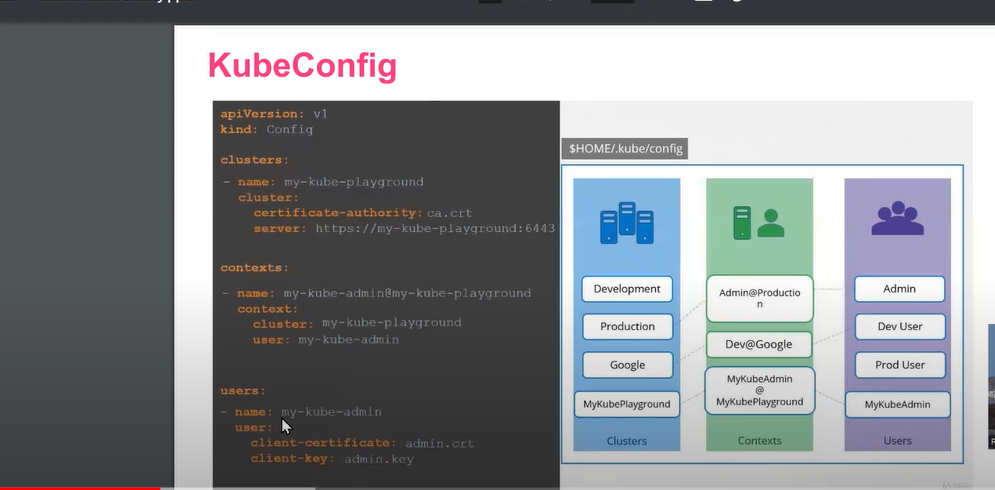 KubeConfig
apiVersion: v1
kind: Config
clusters:
- name: my-kube-playground
cluster:
certificate-authority: ca.crt
server: https://my-kube-playground:6443
contexts:
- name: my-kube-admin@my-kube-playground
context:
cluster: my-kube-playground
user: my-kube-admin
users:
- name: my-kube-admin
user:
client-certificate: admin.crt
client-key: admin.key
$HOME/.kube/config
Development
Production
Google
MyKubePlayground
Clusters
Admin@Productio
n
Dev@Google
MyKubeAdmin
@
MyKubePlayground
Contexts
Admin
Dev User
Prod User
MyKubeAdmin
Users